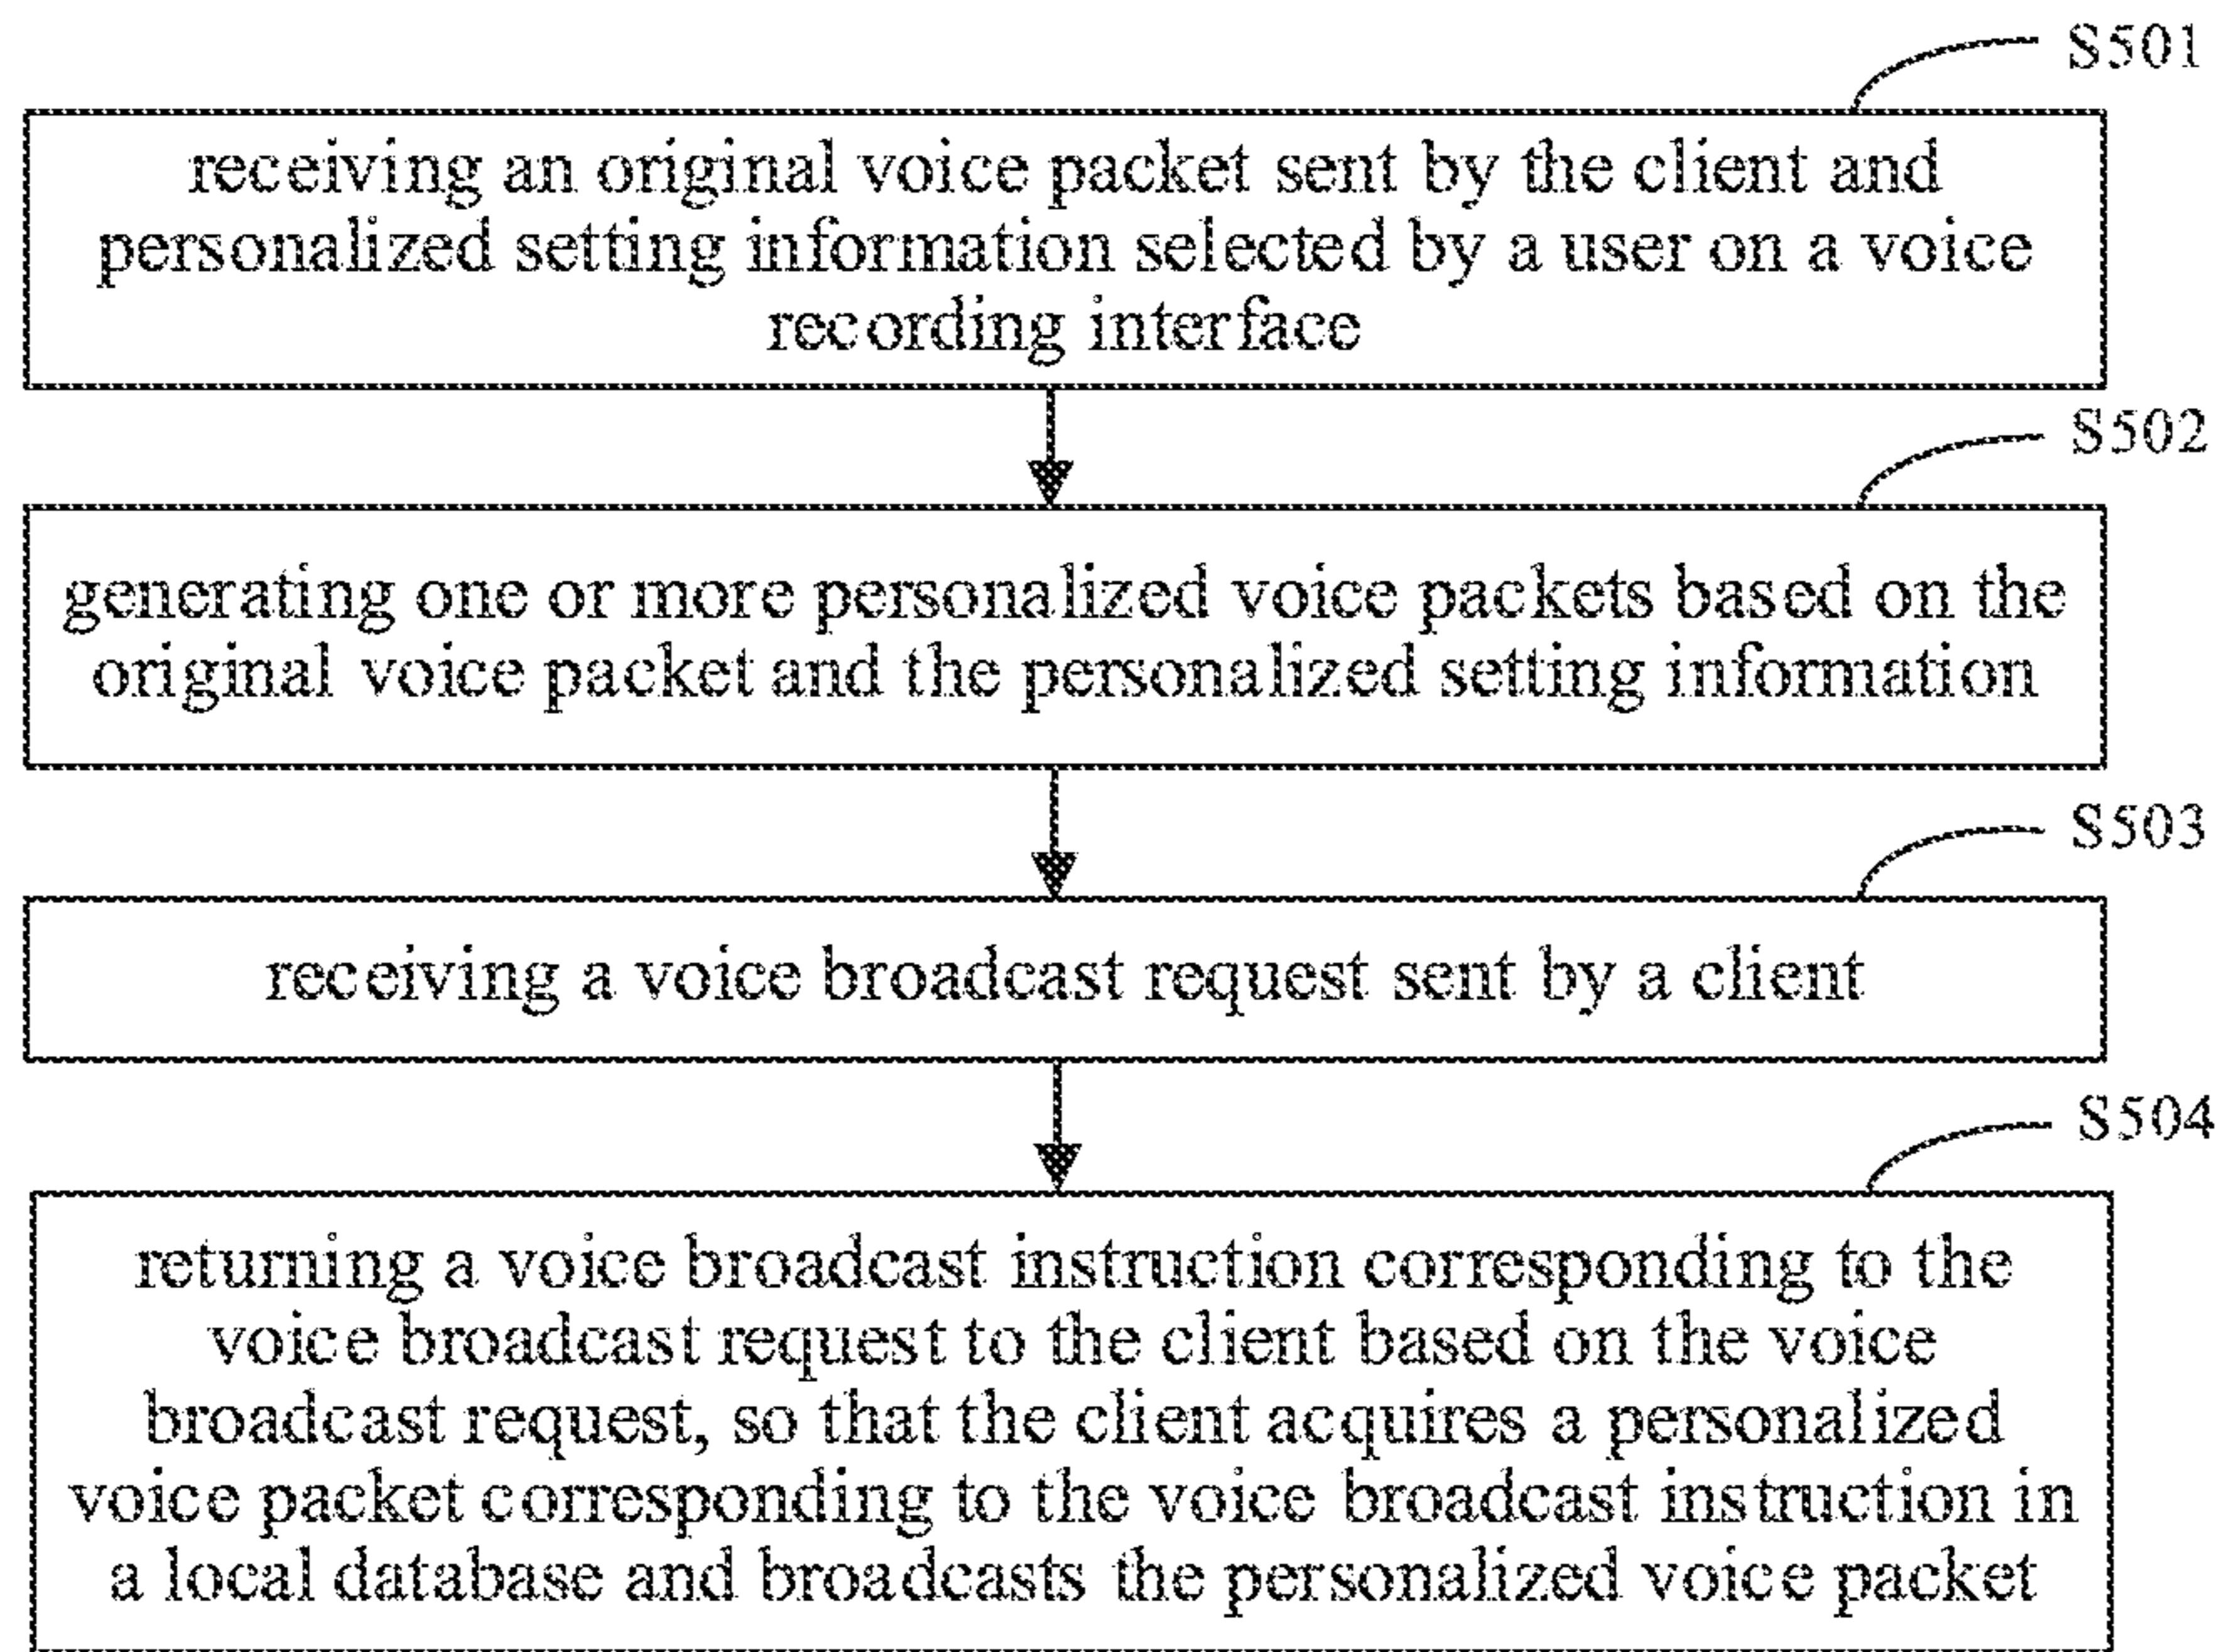 S501
receiving an original voice packet sent by the client and
personalized setting information selected by a user on a voice
recording interface
S502
generating one or more personalized voice packets based on the
original voice packet and the personalized setting information
S503
receiving a voice broadcast request sent by a client
S504
returning a voice broadcast instruction corresponding to the
voice broadcast request to the client based on the voice
broadcast request, so that the client acquires a personalized
voice packet corresponding to the voice broadcast instruction in
a local database and broadcasts the personalized voice packet